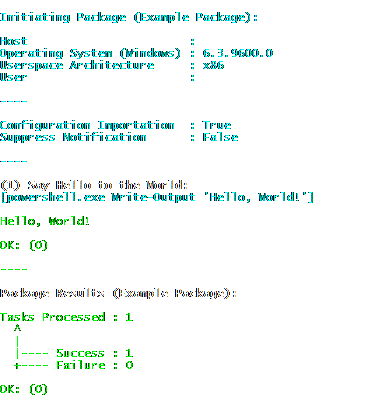 Initiating Package (Example Package):
Host :
Operating System (Windows) : 6.3.9600.0
Userspace Architecture : x86
User :
----
Configuration Importation : True
Suppress Notification : False
----
(1) Say Hello to the World:
[powershell.exe Write-Output "Hello, World!"]
Hello, World!
OK: (0)
----
Package Results (Example Package):
Tasks Processed : 1
^
|
|---- Success : 1
+---- Failure : 0
OK: (0)